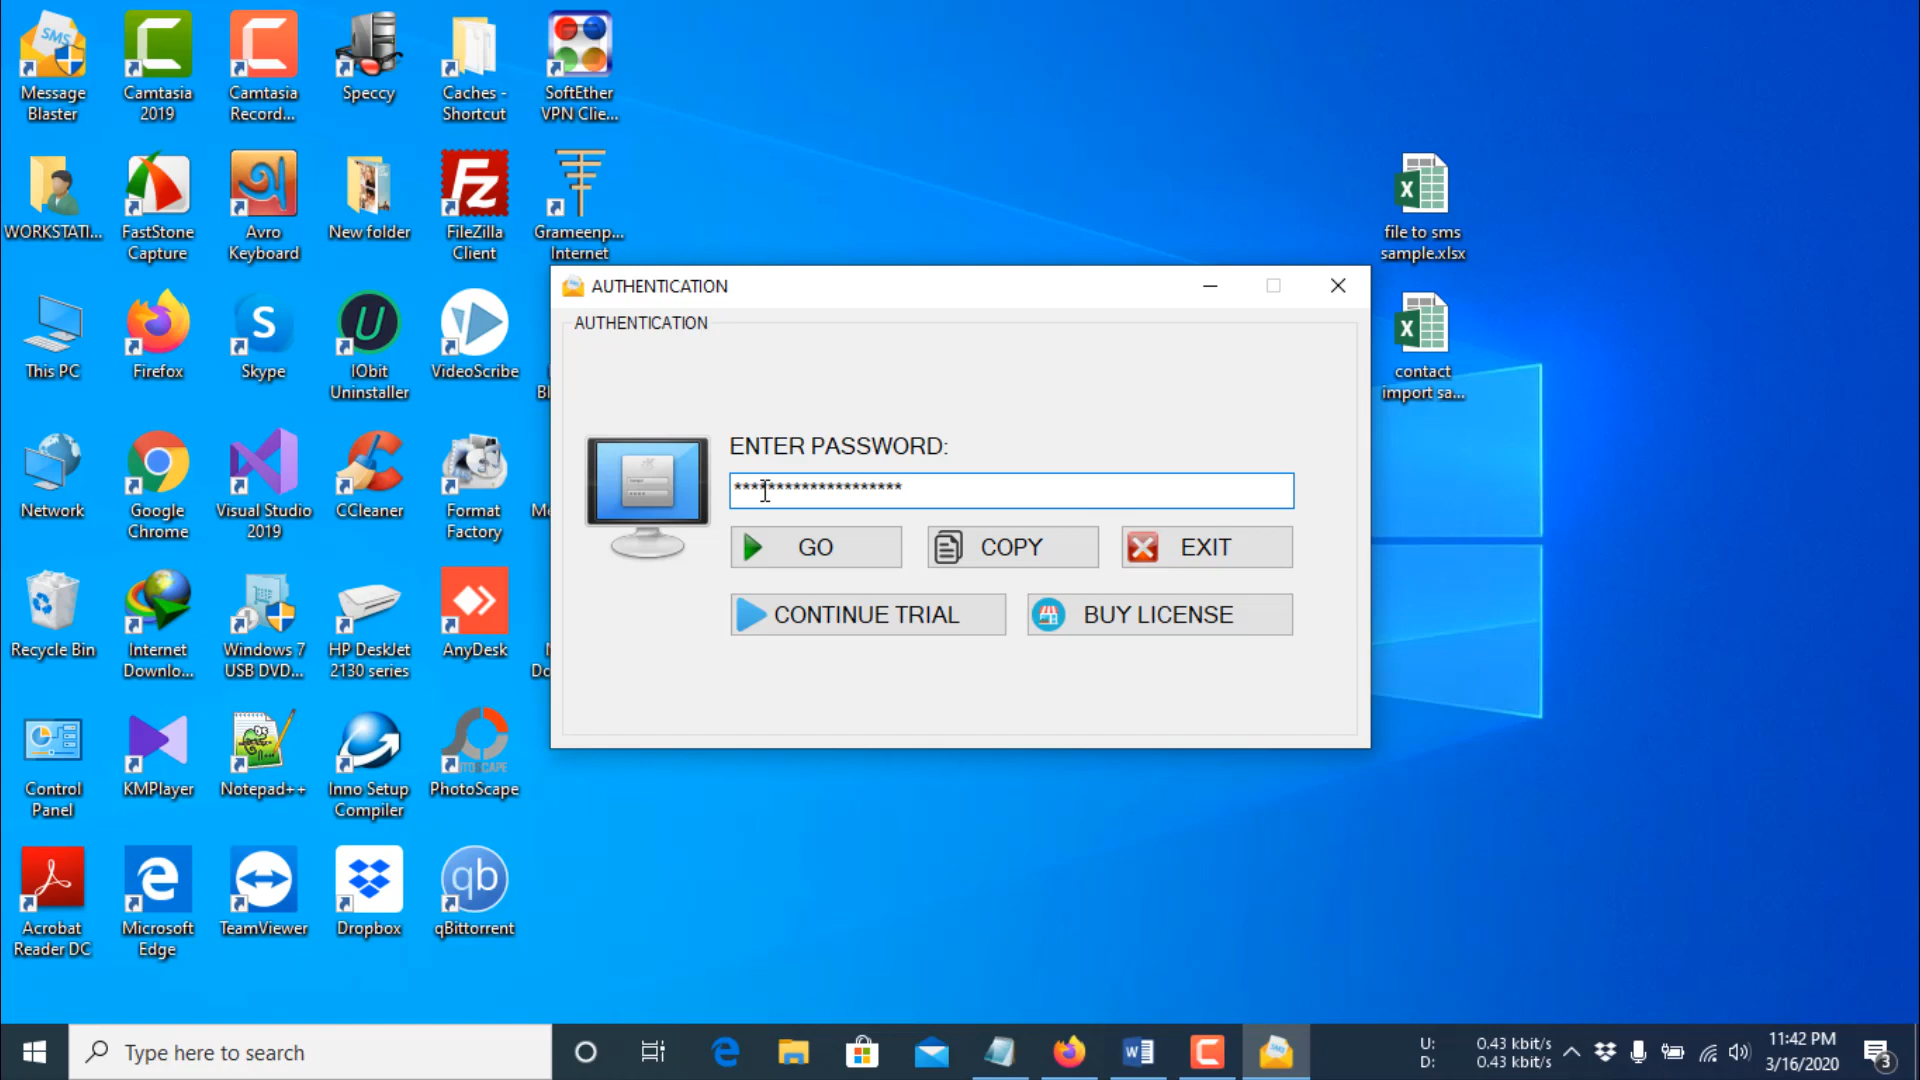 Message
Blaster
Camtasia
2019
Camtasia
Record...
Speccy
Caches -
Shortcut
SoftEther
VPN Clie...
WORKSTATI...
FastStone
Capture
Avro
Keyboard
New folder
FileZilla
Client
Grameenp...
Internet
file to sms
sample.xlsx
This PC
Firefox
Skype
IObit
Uninstaller
VideoScribe
contact
import sa...
Network
Google
Chrome
Visual Studio
2019
CCleaner
Format
Factory
Recycle Bin
Internet
Downlo...
Windows 7
USB DVD...
HP DeskJet
2130 series
AnyDesk
Control
Panel
KMPlayer
Notepad++
Inno Setup
Compiler
PhotoScape
Acrobat
Reader DC
Microsoft
Edge
TeamViewer
Dropbox
qb
qBittorrent
AUTHENTICATION
AUTHENTICATION
ENTER PASSWORD:
********************
GO
COPY
EXIT
CONTINUE TRIAL
BUY LICENSE
Type here to search
U: 0.43 kbit/s
D: 0.43 kbit/s
11:42 PM
3/16/2020
3